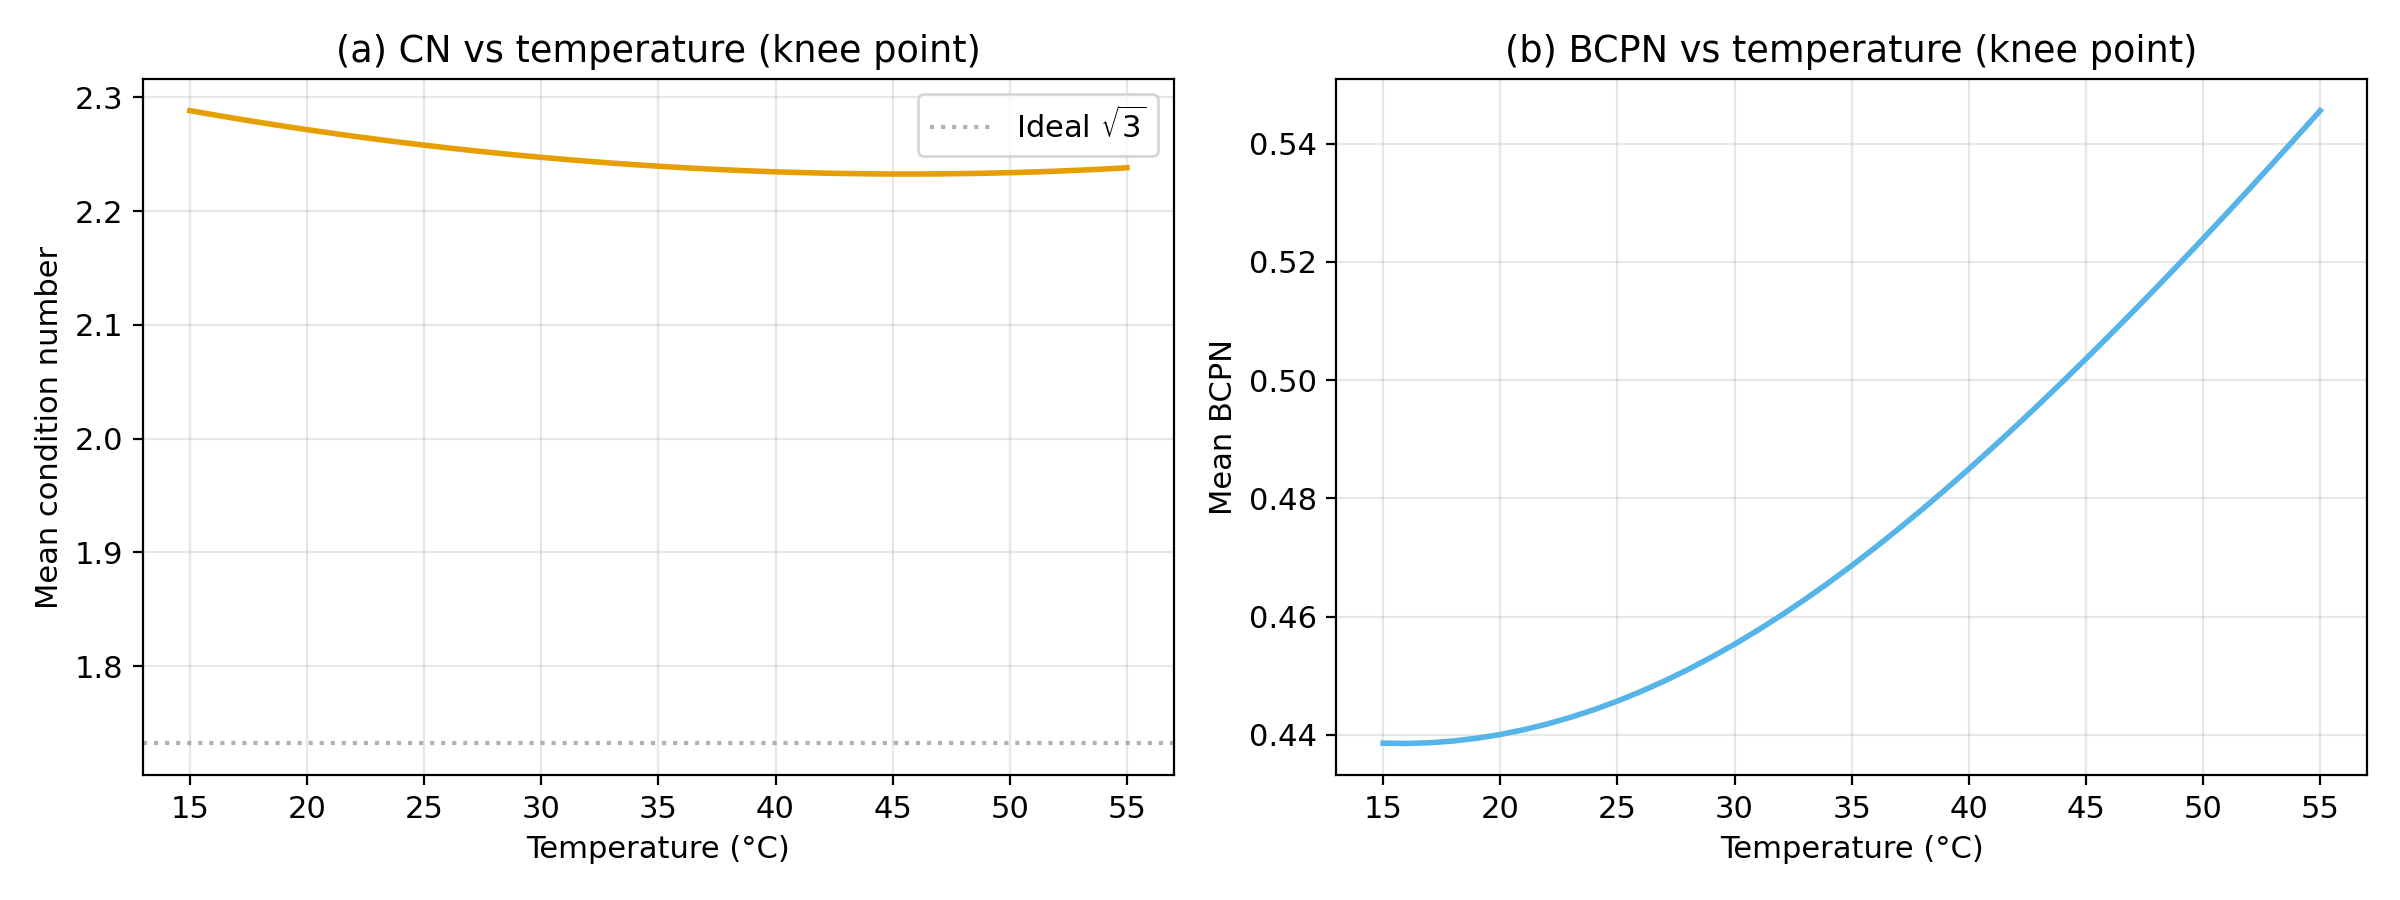 (a) CN vs temperature (knee point)
Mean condition number
2.3
2.2
2.1
2.0
1.9
1.8
Ideal √3
15 20 25 30 35 40 45 50 55
Temperature (°C)
(b) BCPN vs temperature (knee point)
Mean BCPN
0.54
0.52
0.50
0.48
0.46
0.44
15 20 25 30 35 40 45 50 55
Temperature (°C)